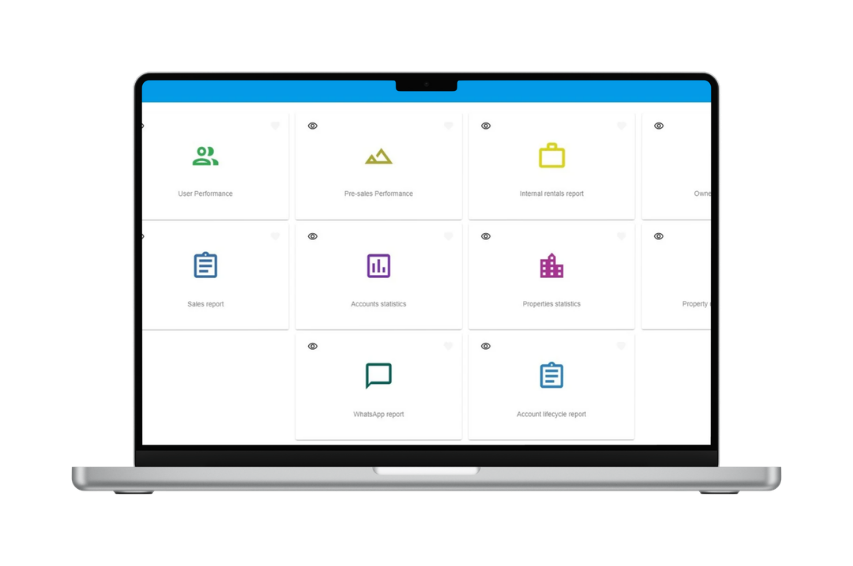 User Performance
Pre-sales Performance
Internal rentals report
Sales report
Accounts statistics
Properties statistics
Property
WhatsApp report
Account lifecycle report